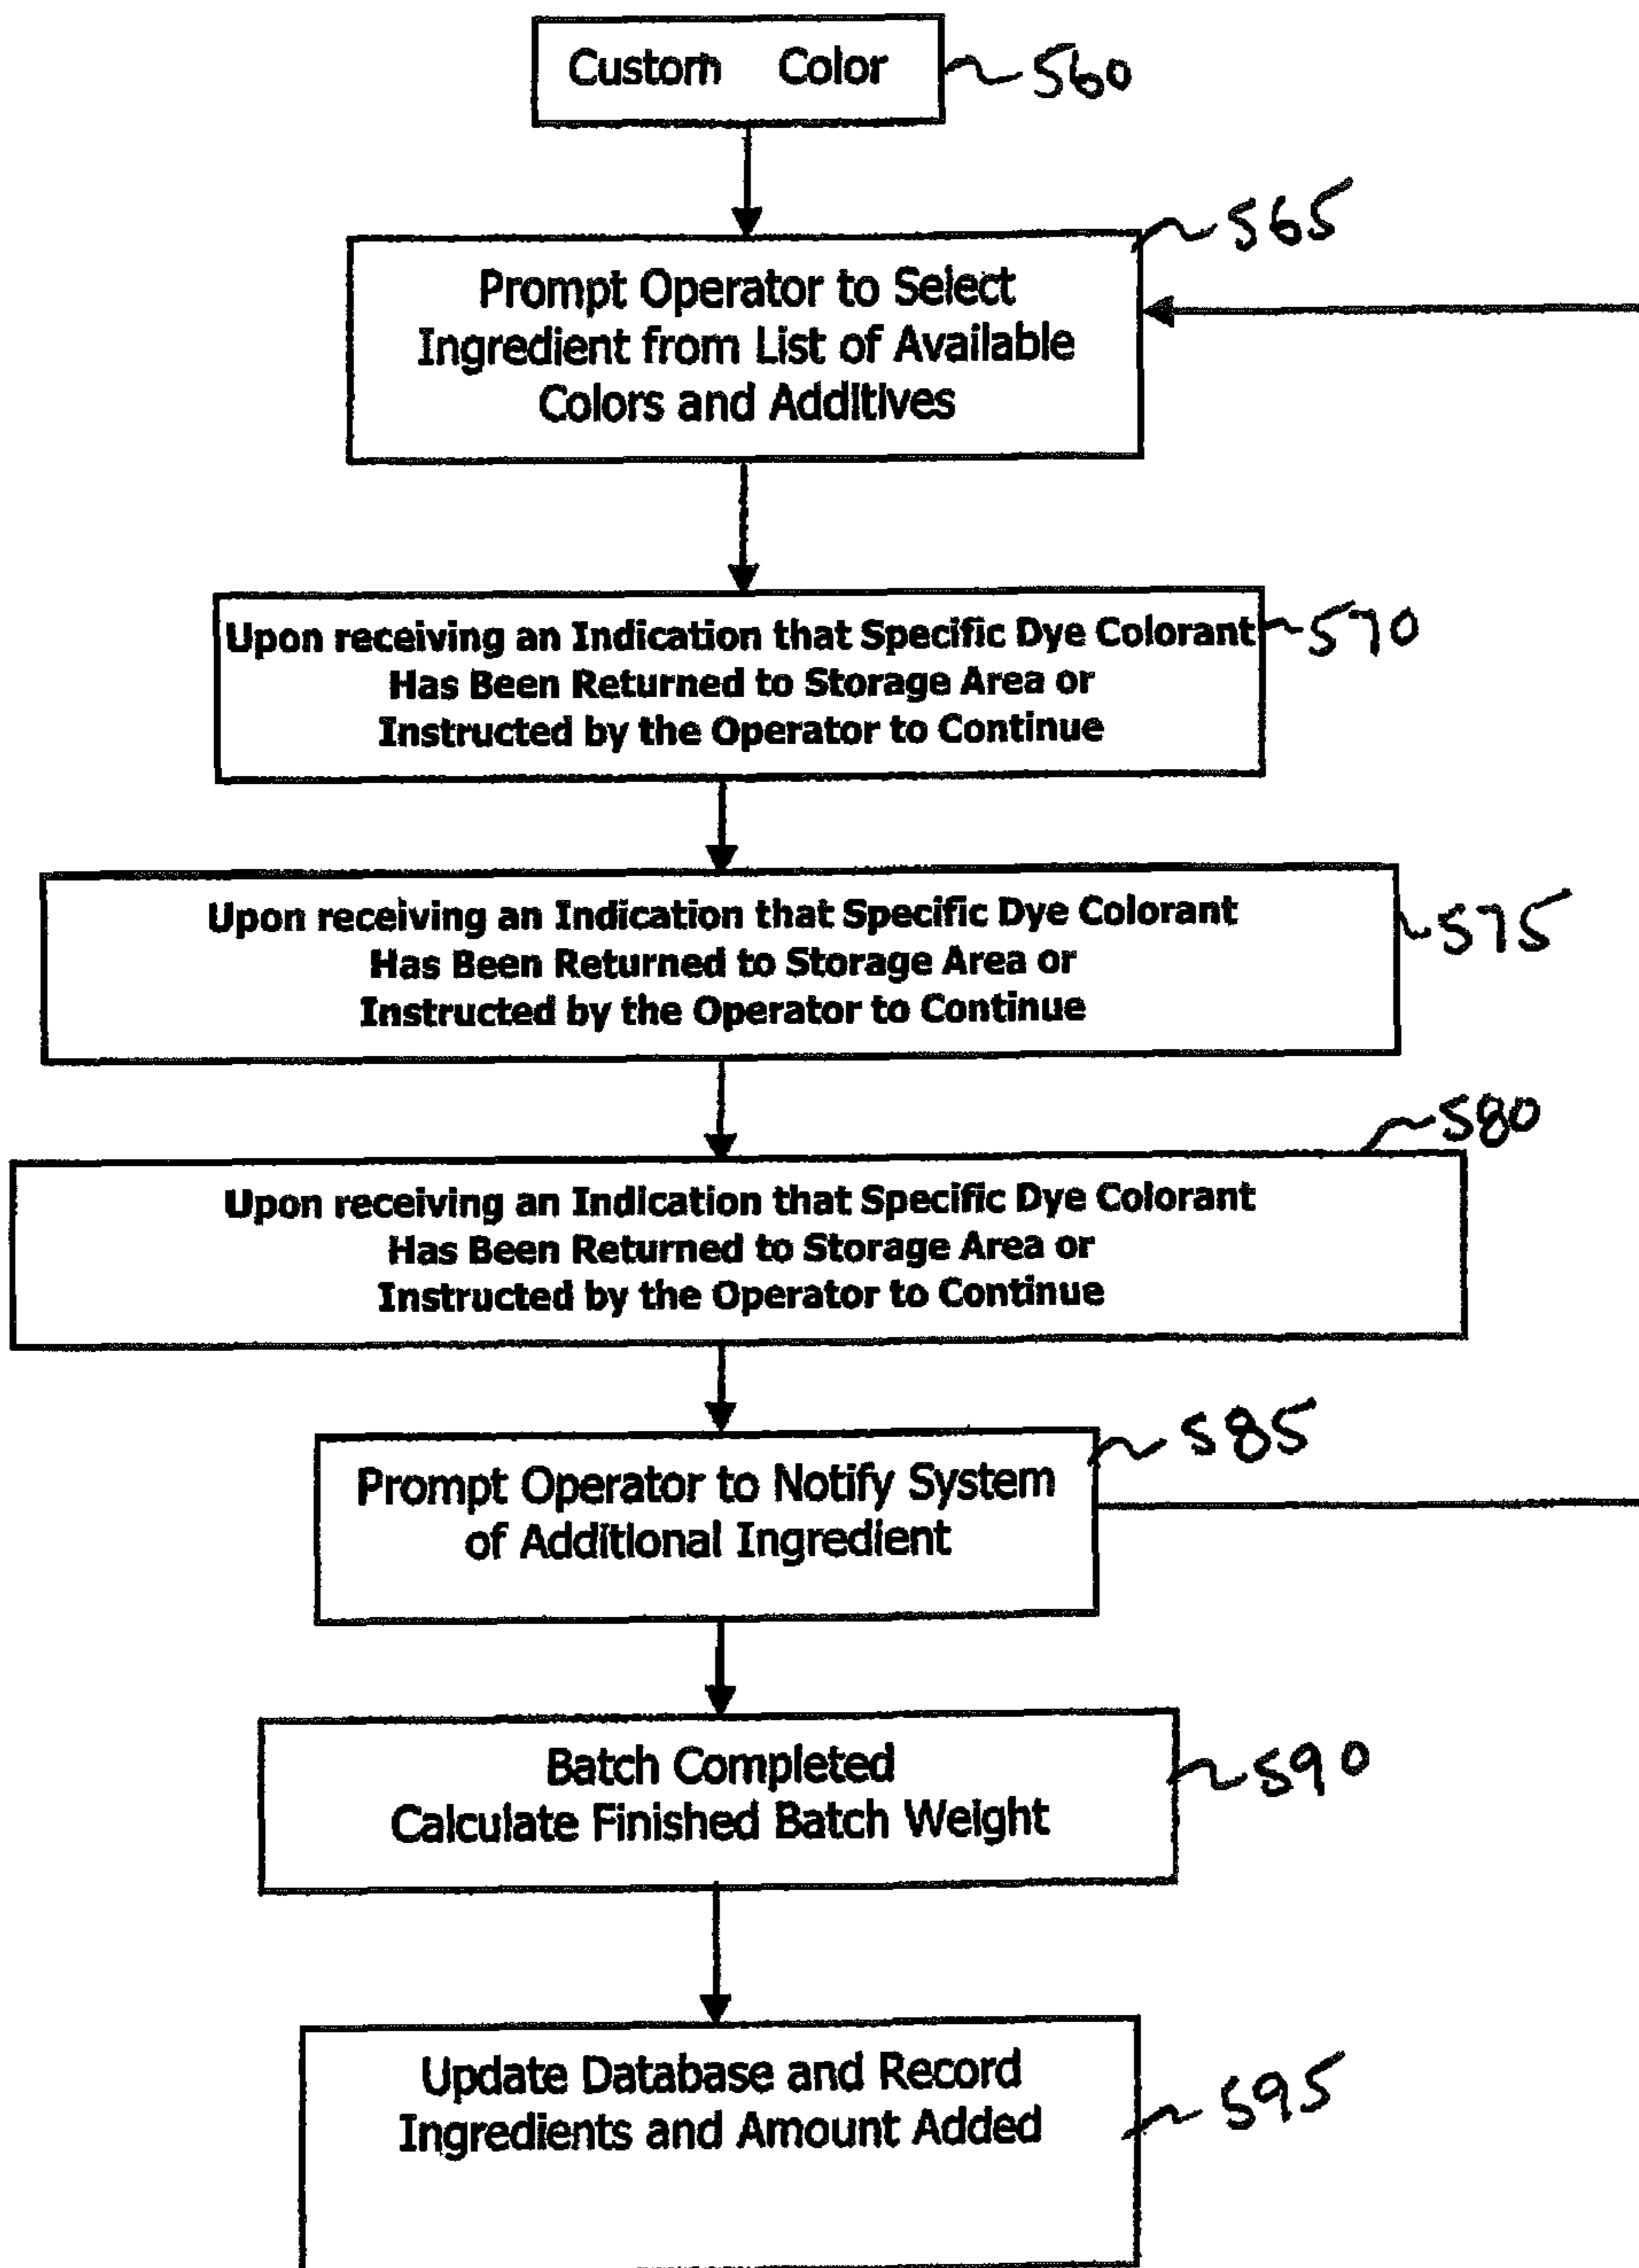 Custom Color
560
565
Prompt Operator to Select
Ingredient from List of Available
Colors and Additives
570
Upon receiving an Indication that Specific Dye Colorant
Has Been Returned to Storage Area or
Instructed by the Operator to Continue
575
Upon receiving an Indication that Specific Dye Colorant
Has Been Returned to Storage Area or
Instructed by the Operator to Continue
580
Upon receiving an Indication that Specific Dye Colorant
Has Been Returned to Storage Area or
Instructed by the Operator to Continue
585
Prompt Operator to Notify System
of Additional Ingredient
590
Batch Completed
Calculate Finished Batch Weight
595
Update Database and Record
Ingredients and Amount Added